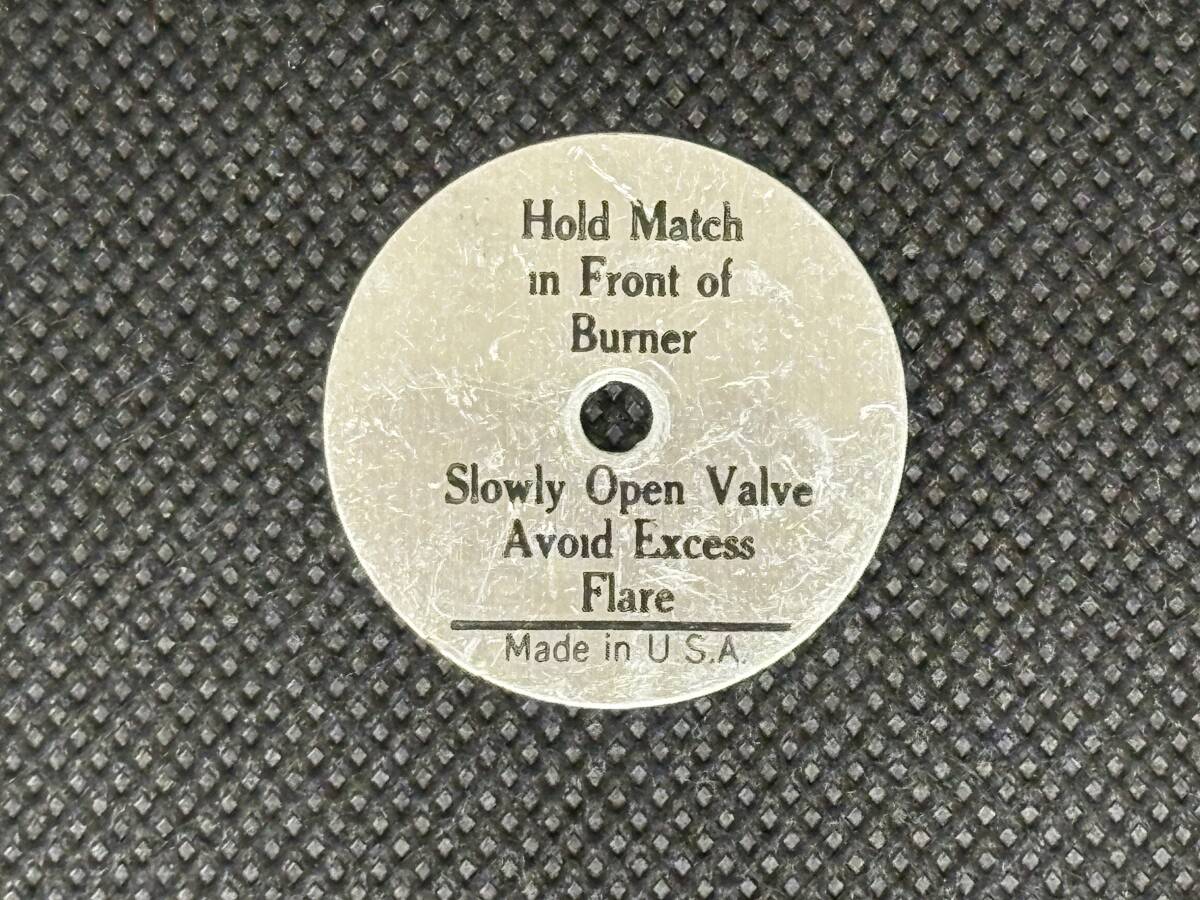 Hold Match
in Front of
Burner
Slowly Open Valve
Avoid Excess
Flare
Made in U S.A.